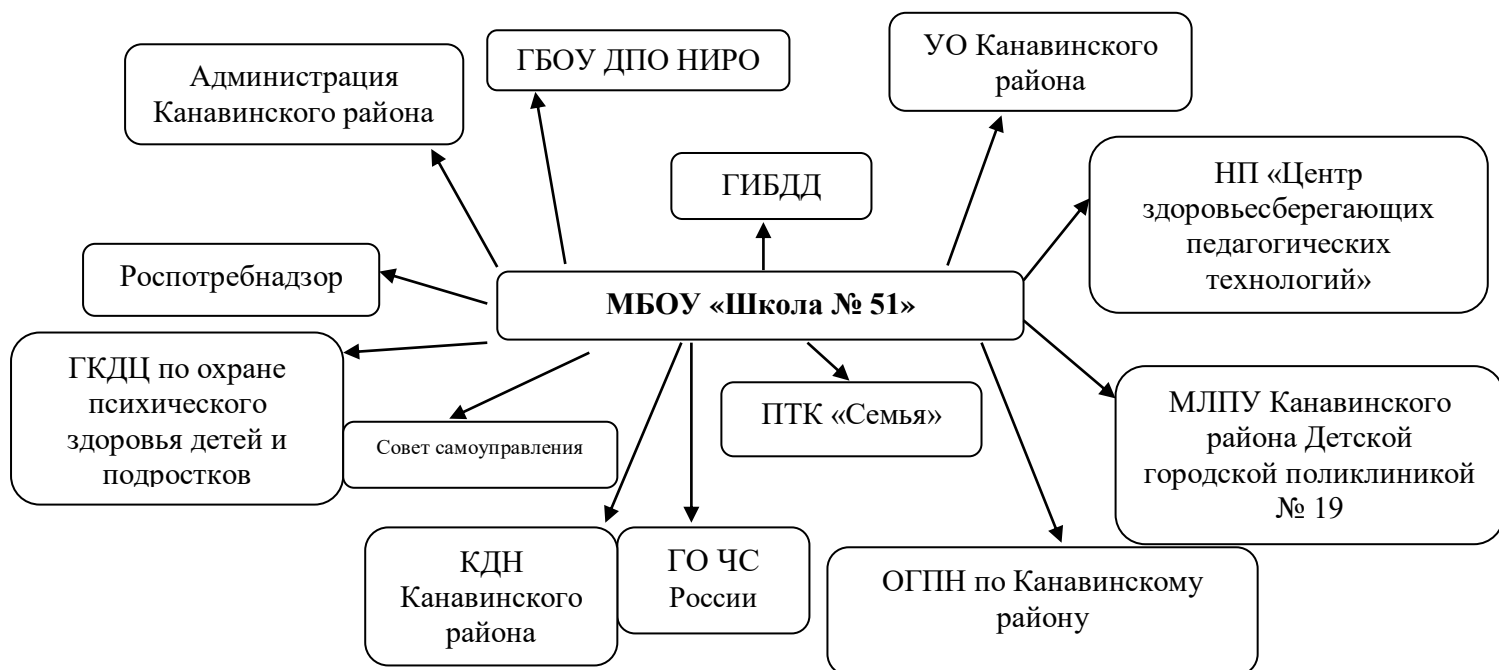 ГБОУ ДПО НИРО
УО Канавинского
района
Администрация
Канавинского района
ГИБДД
НП «Центр
здоровьесберегающих
педагогических
технологий»
Роспотребнадзор
МБОУ «Школа № 51»
ГКДЦ по охране
психического
здоровья детей и
подростков
Совет самоуправления
ПТК «Семья»
МЛПУ Канавинского
района Детской
городской поликлиникой
№ 19
КДН
Канавинского
района
ГО ЧС
России
ОГПН по Канавинскому
району